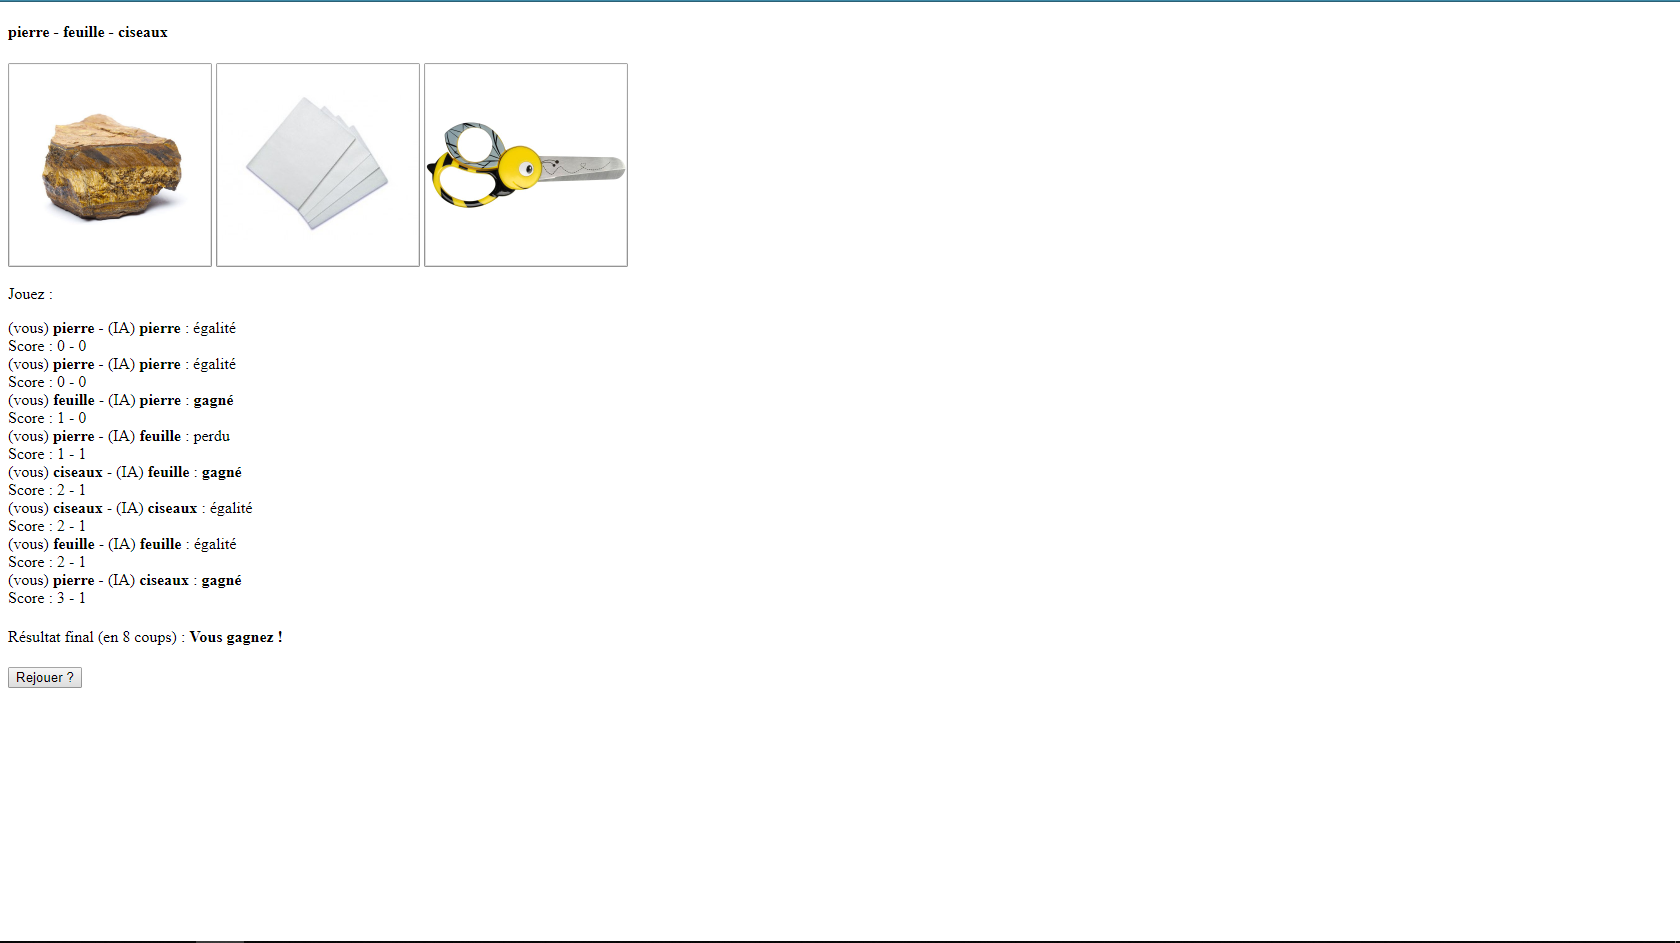 pierre - feuille - ciseaux
Jouez :
(vous) pierre - (IA) pierre : égalité
Score : 0 - 0
(vous) pierre - (IA) pierre : égalité
Score : 0 - 0
(vous) feuille - (IA) pierre : gagné
Score : 1 - 0
(vous) pierre - (IA) feuille : perdu
Score : 1 - 1
(vous) ciseaux - (IA) feuille : gagné
Score : 2 - 1
(vous) ciseaux - (IA) ciseaux : égalité
Score : 2 - 1
(vous) feuille - (IA) feuille : égalité
Score : 2 - 1
(vous) pierre - (IA) ciseaux : gagné
Score : 3 - 1
Résultat final (en 8 coups) : Vous gagnez !
Rejouer ?